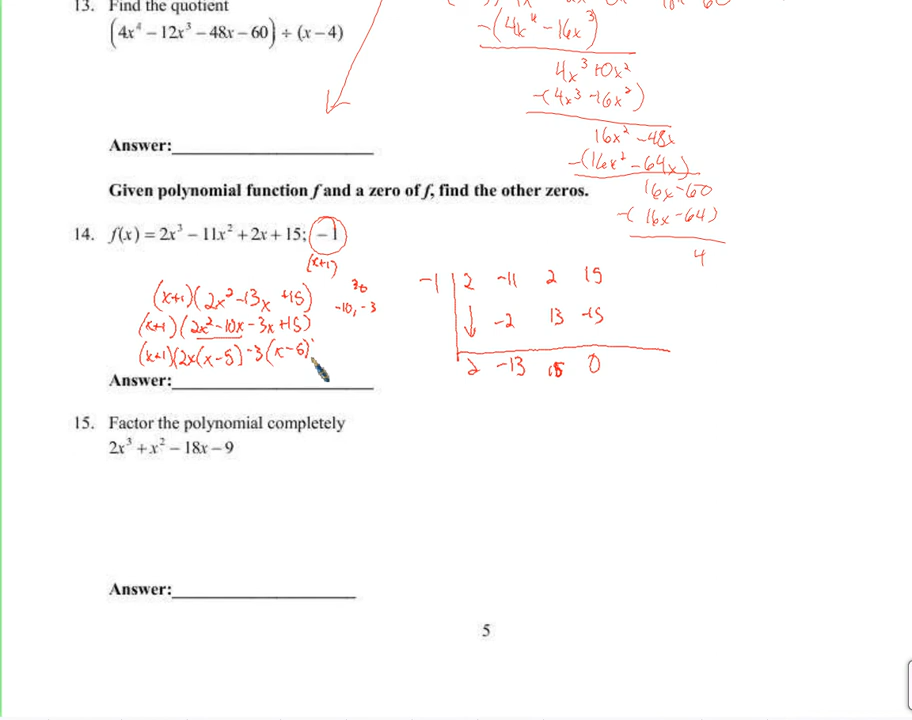 13. Find the quotient
(4x⁴ − 12x³ − 48x − 60) ÷ (x − 4)
-(4x⁴ - 16x³)
4x³ + 0x²
-(4x³ - 16x²)
16x² - 48x
-(16x² - 64x)
16x - 60
-(16x - 64)
4
Answer:
Given polynomial function f and a zero of f, find the other zeros.
14. f(x) = 2x³ − 11x² + 2x + 15; −1
(x+1)
(x+1)(2x² - 13x + 15)
30
-10, -3
(x+1)(2x² - 10x - 3x + 15)
(x+1)(2x(x-5) -3(x-5)
-1 2 -11 2 15
-2 13 -15
2 -13 15 0
Answer:
15. Factor the polynomial completely
2x³ + x² − 18x − 9
Answer:
5